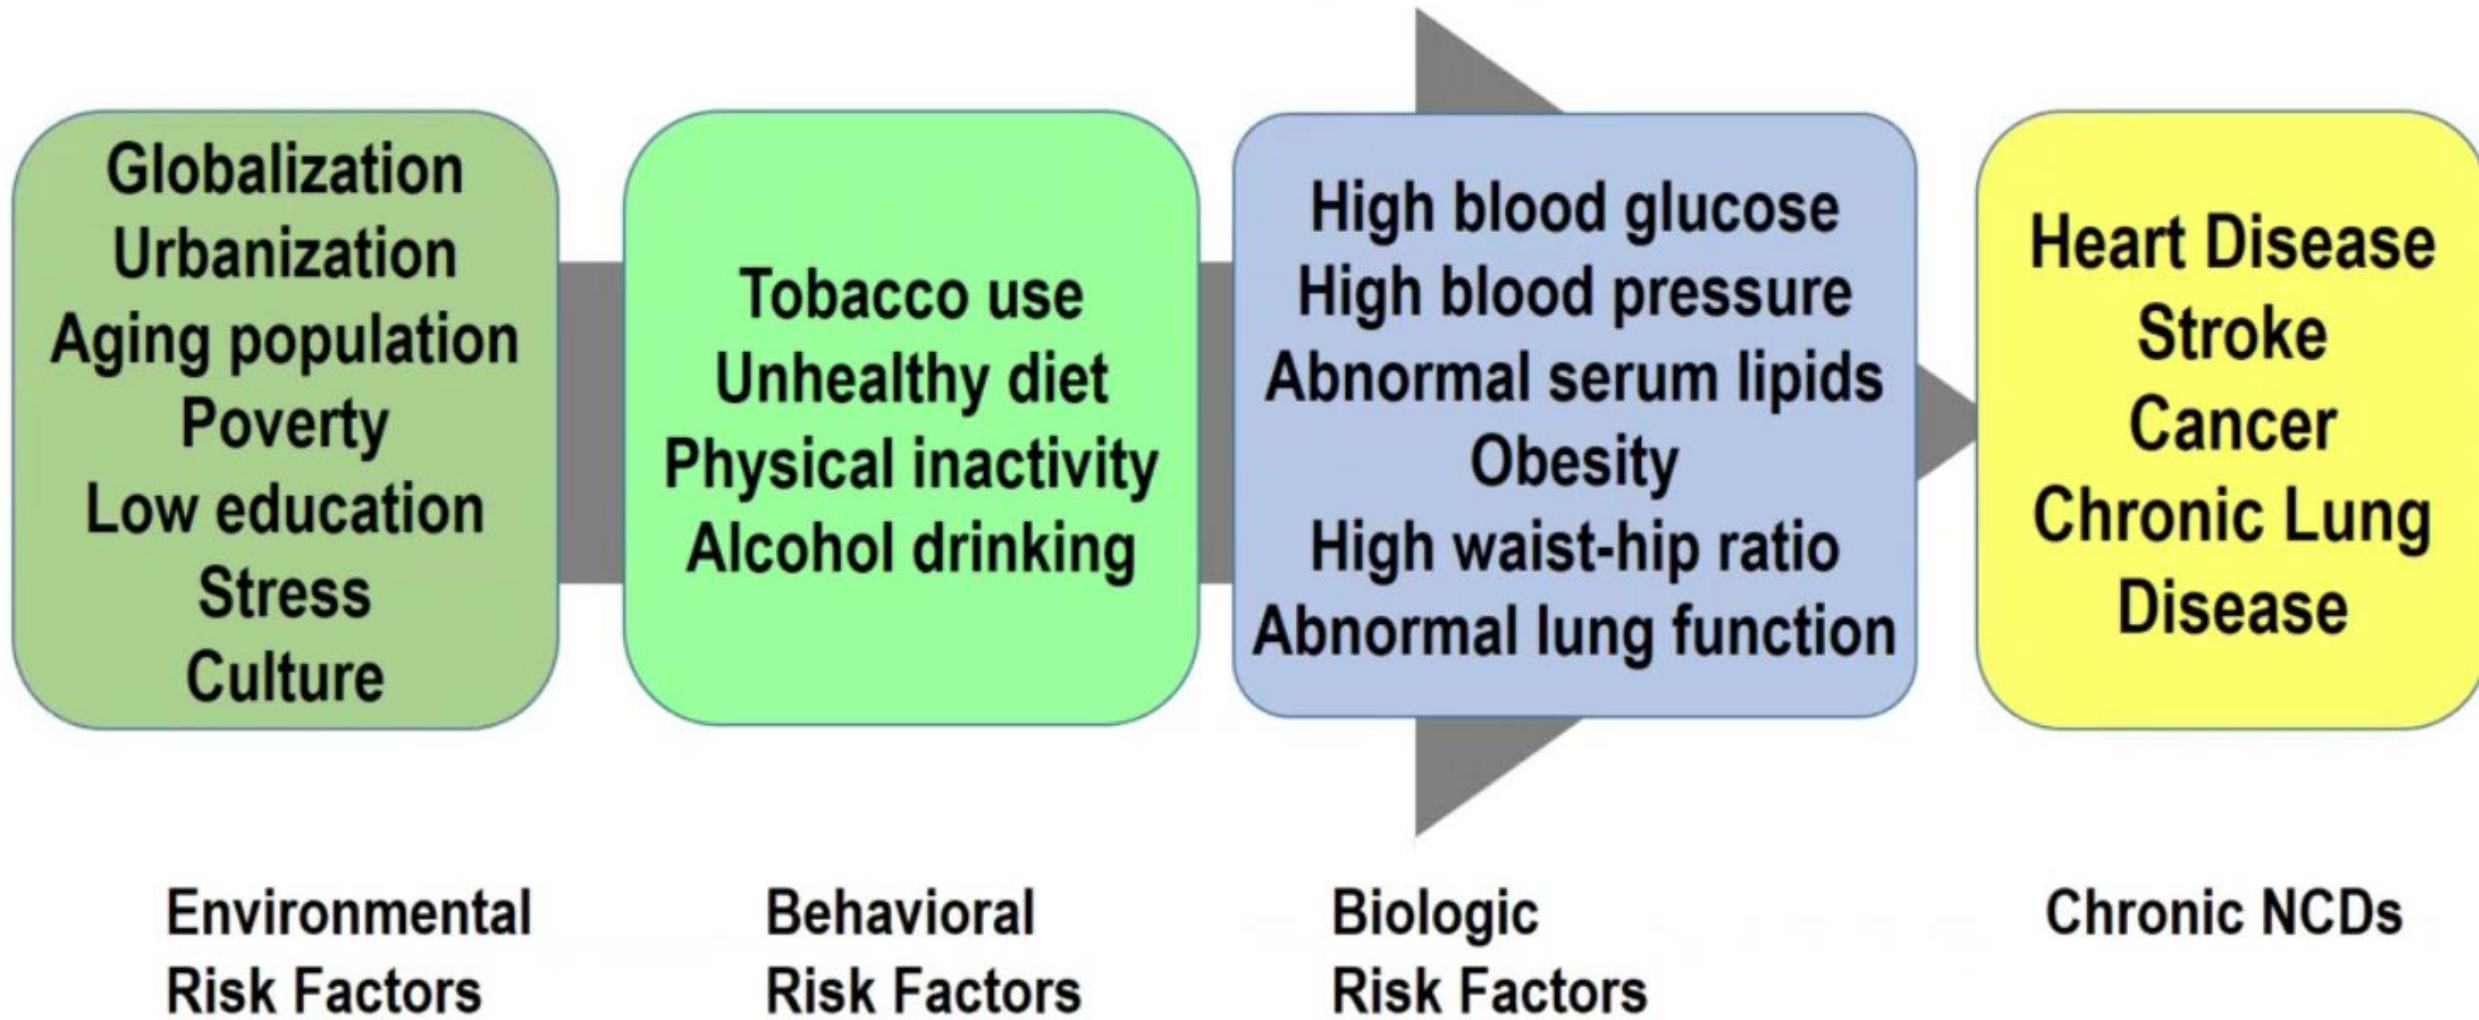 Globalization
Urbanization
Aging population
Poverty
Low education
Stress
Culture
Tobacco use
Unhealthy diet
Physical inactivity
Alcohol drinking
High blood glucose
High blood pressure
Abnormal serum lipids
Obesity
High waist-hip ratio
Abnormal lung function
Heart Disease
Stroke
Cancer
Chronic Lung
Disease
Environmental
Risk Factors
Behavioral
Risk Factors
Biologic
Risk Factors
Chronic NCDs